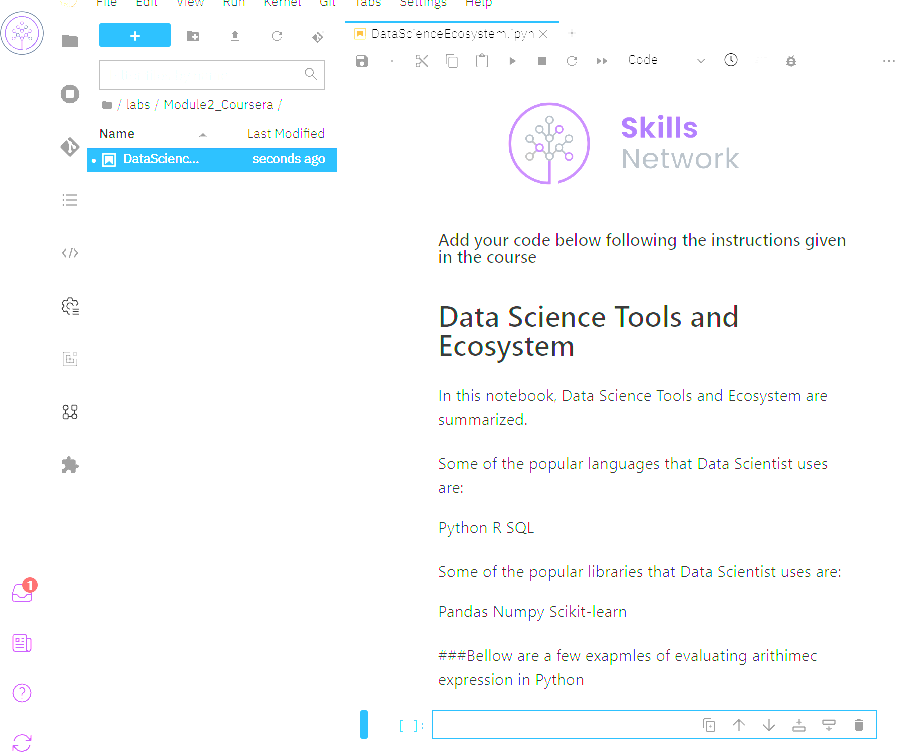 File Edit View Run Kernel Git Tabs Settings Help
DataScienceEcosystem.ipyn
Code
/ labs / Module2_Coursera /
Name Last Modified
DataScienc... seconds ago
Skills
Network
Add your code below following the instructions given
in the course
Data Science Tools and
Ecosystem
In this notebook, Data Science Tools and Ecosystem are
summarized.
Some of the popular languages that Data Scientist uses
are:
Python R SQL
Some of the popular libraries that Data Scientist uses are:
Pandas Numpy Scikit-learn
###Bellow are a few exapmles of evaluating arithimec
expression in Python
1
[ ]: